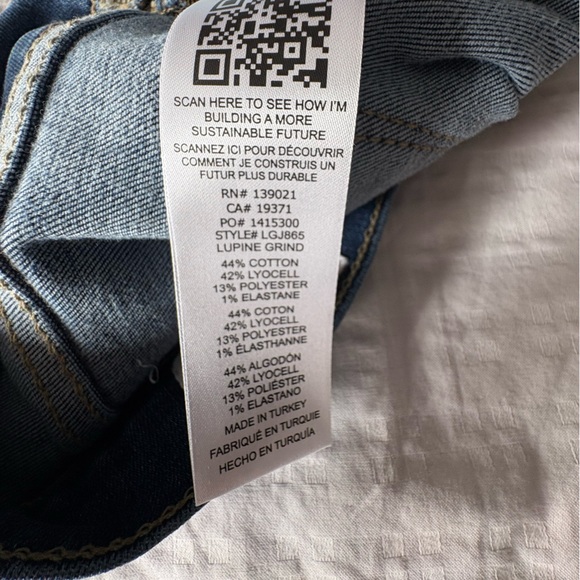 SCAN HERE TO SEE HOW I'M
BUILDING A MORE
SUSTAINABLE FUTURE
SCANNEZ ICI POUR DÉCOUVRIR
COMMENT JE CONSTRUIS UN
FUTUR PLUS DURABLE
RN# 139021
CA# 19371
PO# 1415300
STYLE# LGJ865
LUPINE GRIND
44% COTTON
42% LYOCELL
13% POLYESTER
1% ELASTANE
44% COTON
42% LYOCELL
13% POLYESTER
1% ÉLASTHANNE
44% ALGODÓN
42% LYOCELL
13% POLIÉSTER
1% ELASTANO
MADE IN TURKEY
FABRIQUÉ EN TURQUIE
HECHO EN TURQUÍA